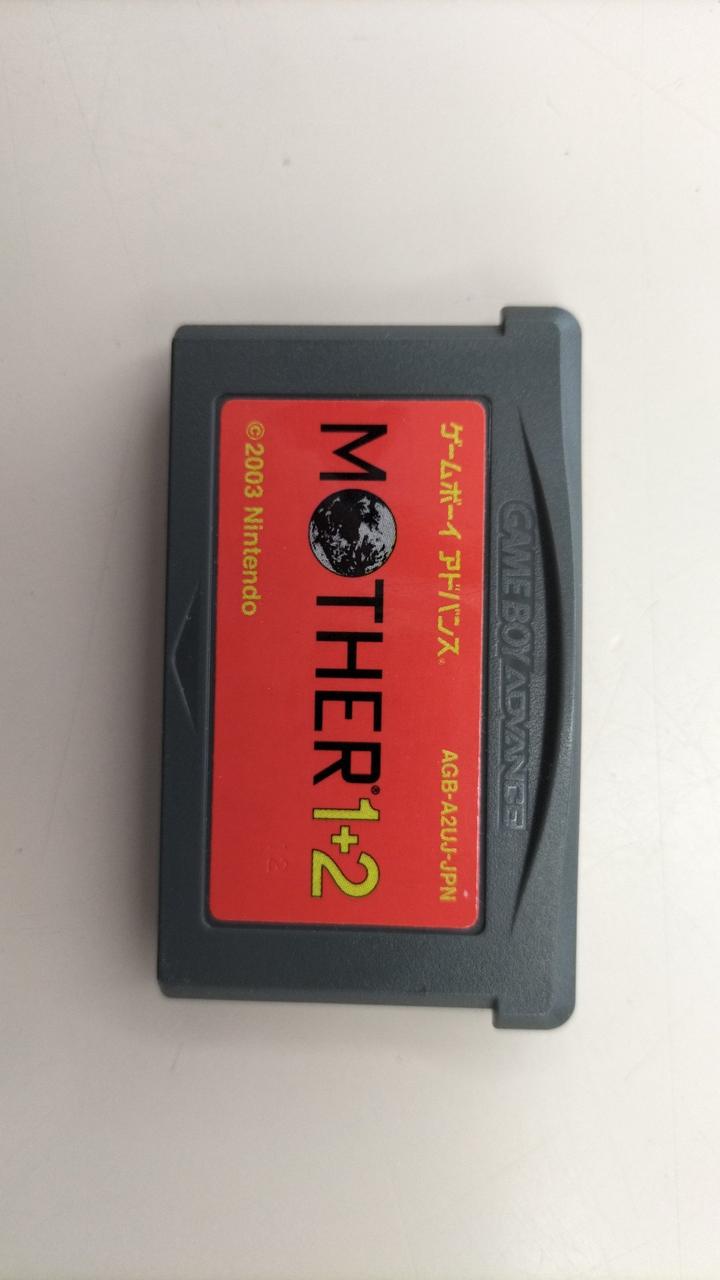 GAME BOY ADVANCE
ゲームボーイ アドバンス AGB-A2UJ-JPN
MOTHER® 1+2
©2003 Nintendo
12